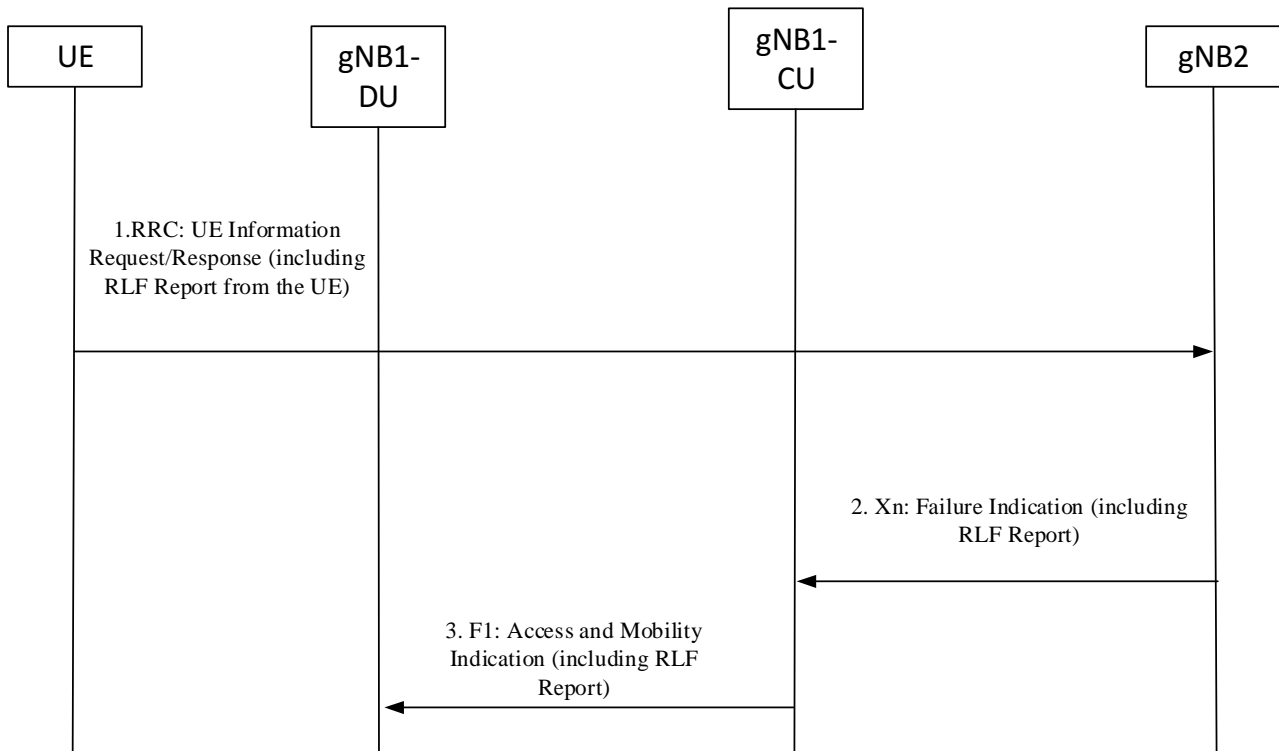 UE
gNB1-
DU
gNB1-
CU
gNB2
1.RRC: UE Information
Request/Response (including
RLF Report from the UE)
2. Xn: Failure Indication (including
RLF Report)
3. F1: Access and Mobility
Indication (including RLF
Report)